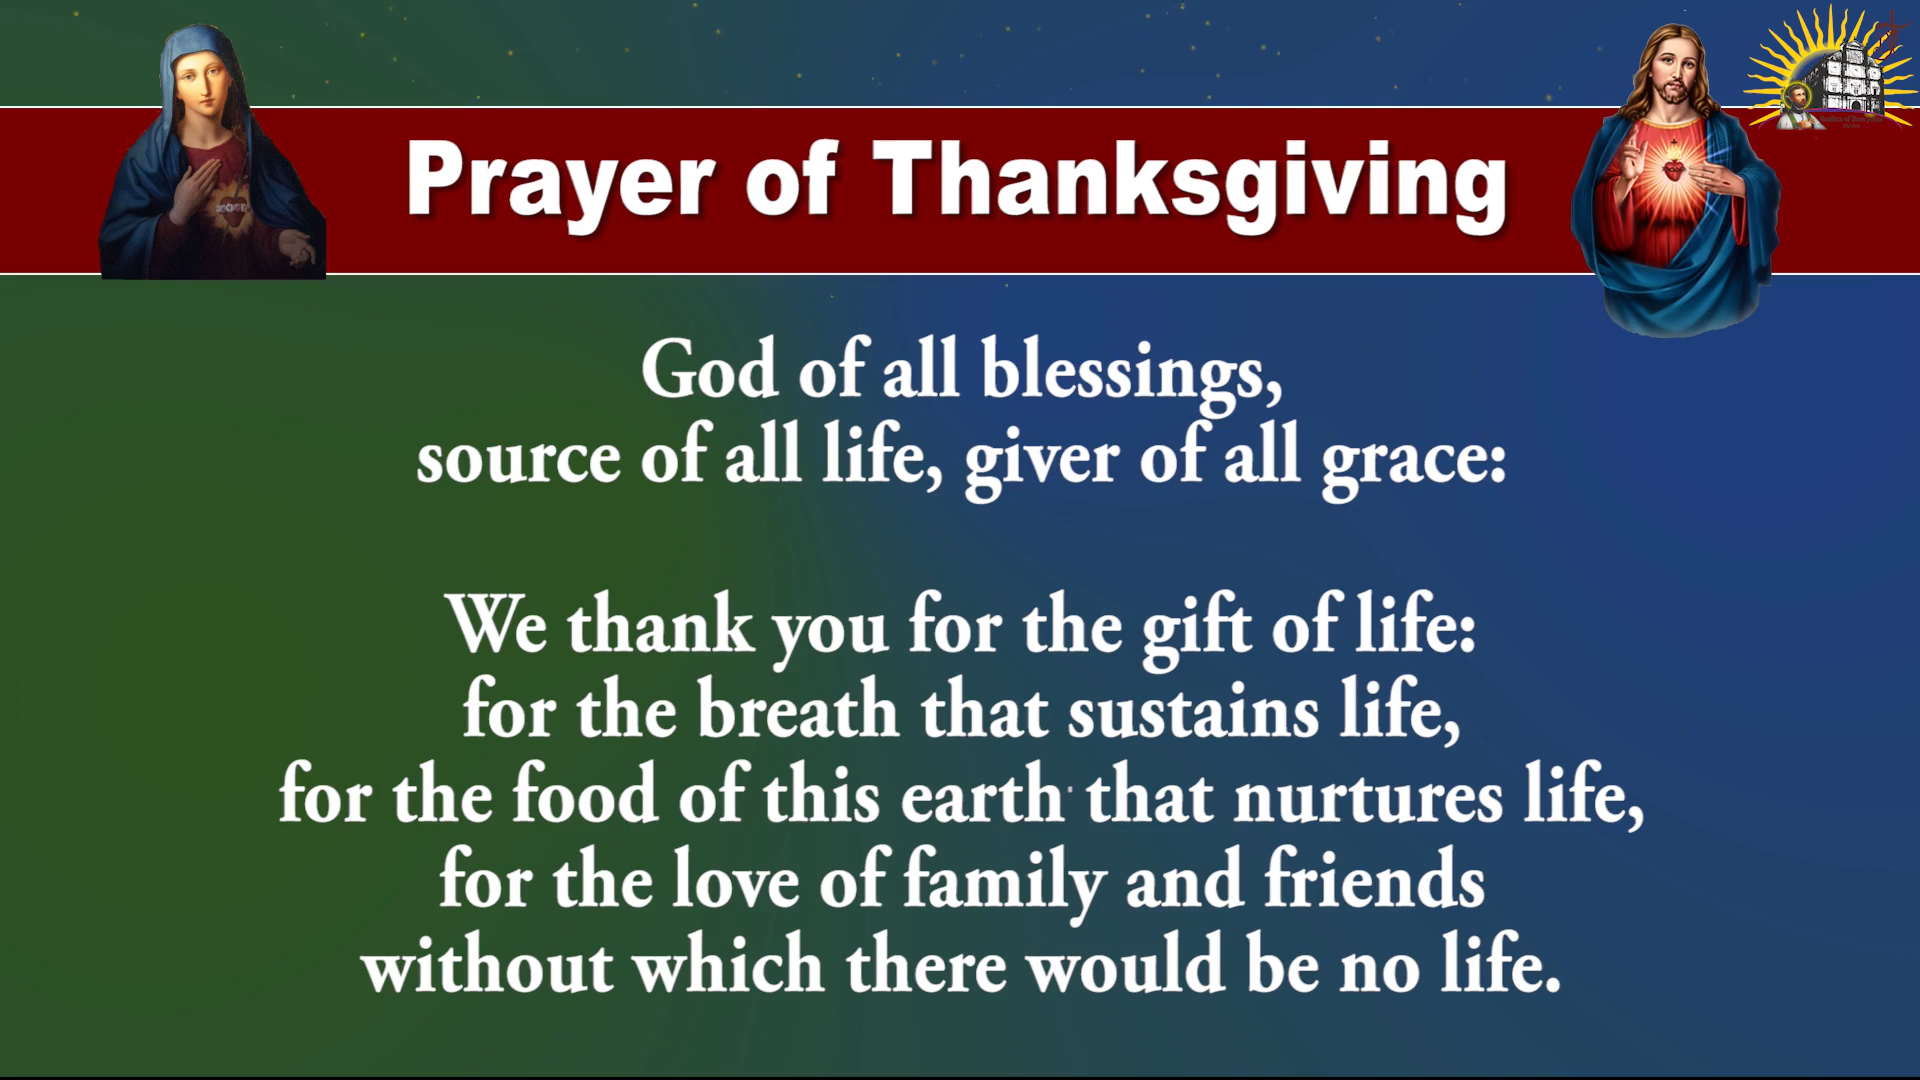 Prayer of Thanksgiving
God of all blessings,
source of all life, giver of all grace:
We thank you for the gift of life:
for the breath that sustains life,
for the food of this earth that nurtures life,
for the love of family and friends
without which there would be no life.